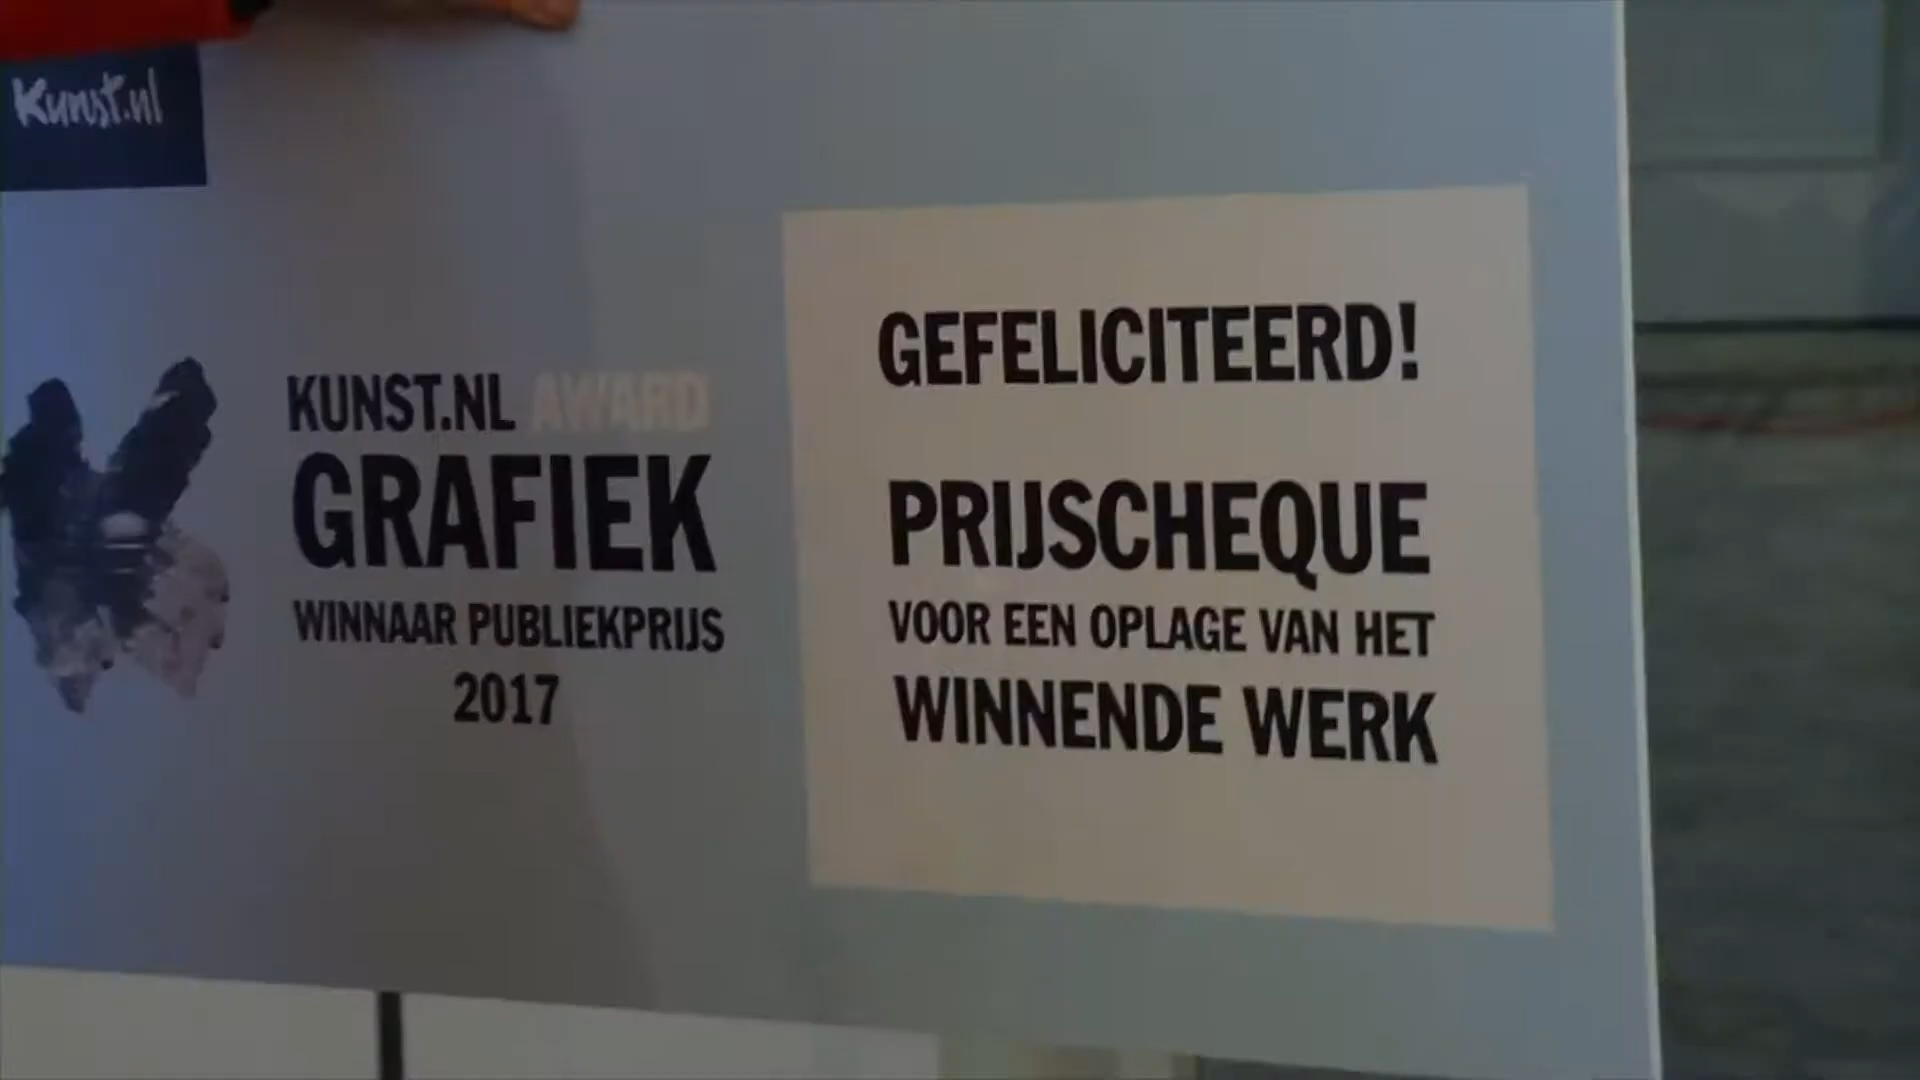 Kunst.nl
KUNST.NL AWARD
GRAFIEK
WINNAAR PUBLIEKPRIJS
2017
GEFELICITEERD!
PRIJSCHEQUE
VOOR EEN OPLAGE VAN HET
WINNENDE WERK